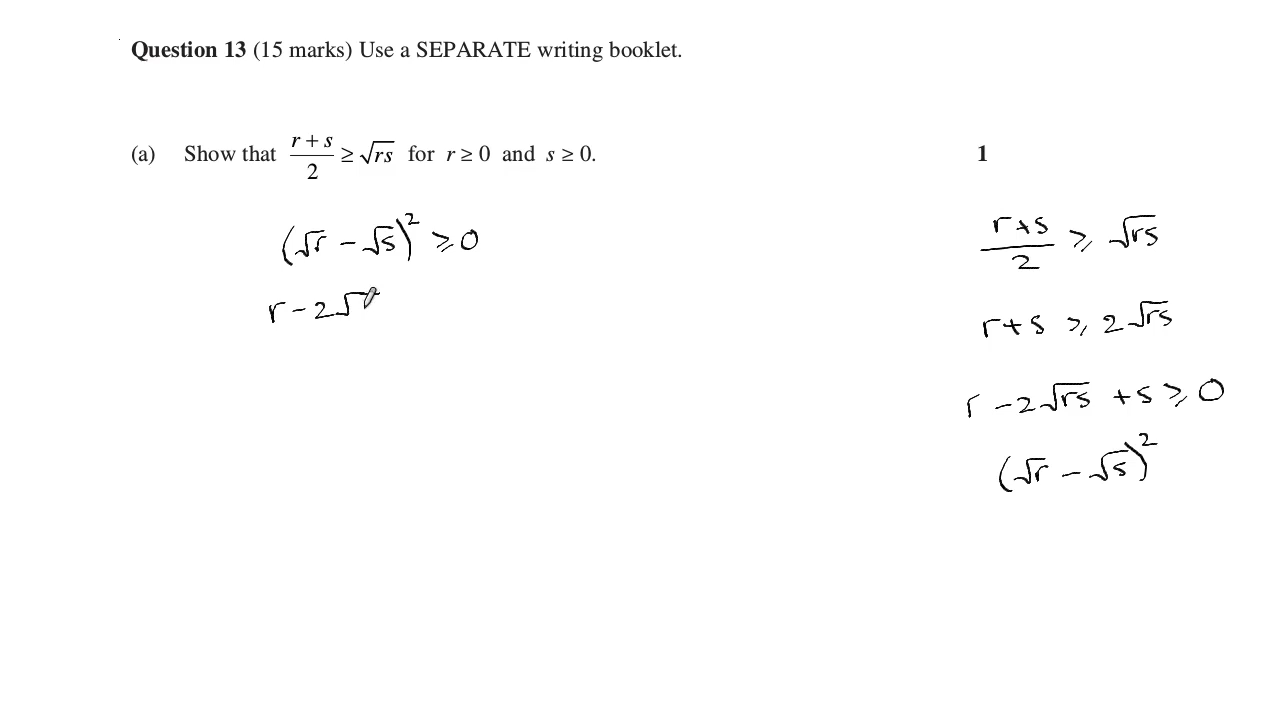 Question 13 (15 marks) Use a SEPARATE writing booklet.
(a) Show that (r + s)/2 ≥ √rs for r ≥ 0 and s ≥ 0. 1
(√r − √s)² ≥ 0
r − 2√
(r + s)/2 ≥ √rs
r + s ≥ 2√rs
r − 2√rs + s ≥ 0
(√r − √s)²